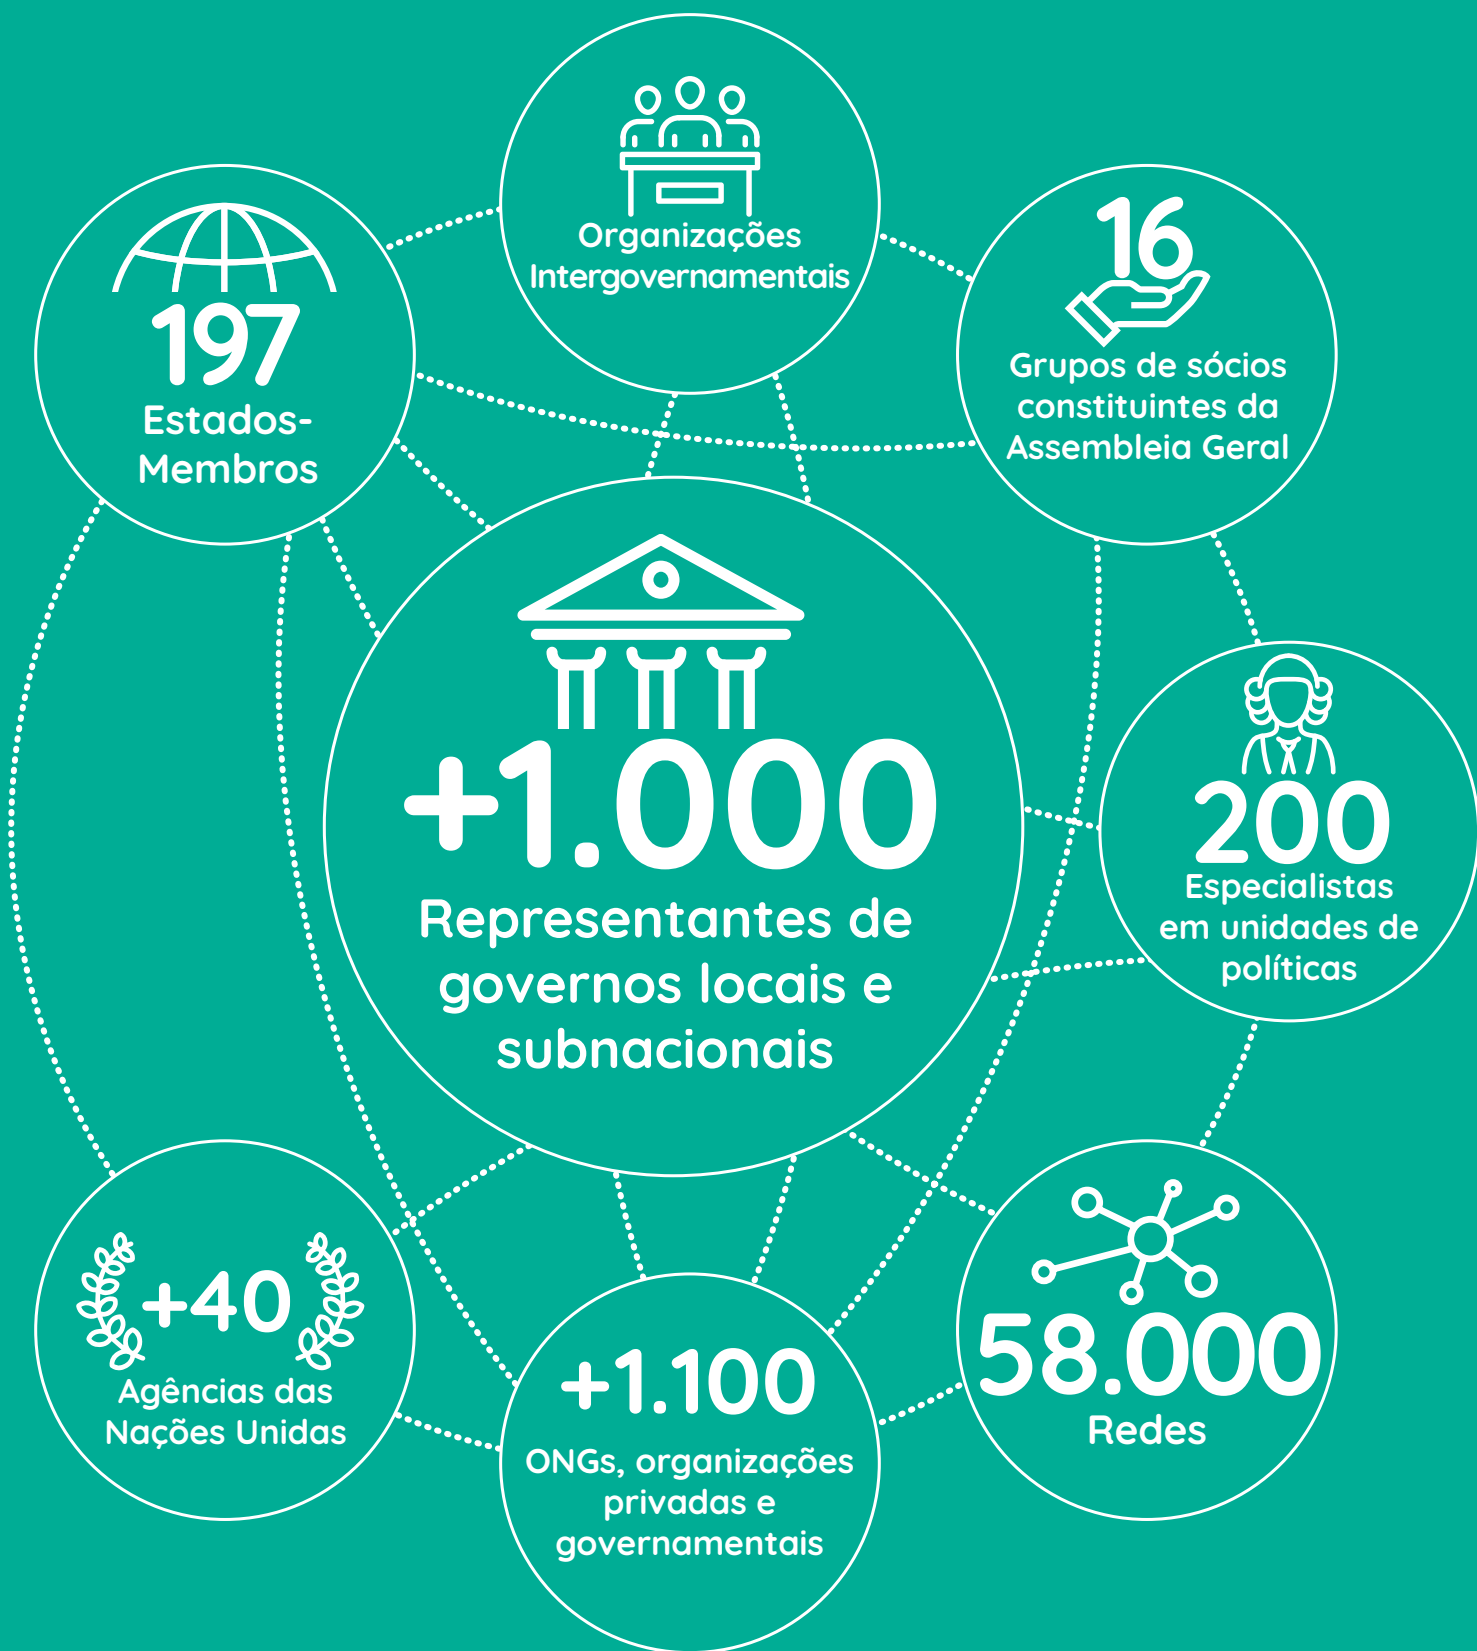 Organizações
Intergovernamentais
197
Estados-
Membros
16
Grupos de sócios
constituintes da
Assembleia Geral
+1.000
Representantes de
governos locais e
subnacionais
200
Especialistas
em unidades de
políticas
+40
Agências das
Nações Unidas
+1.100
ONGs, organizações
privadas e
governamentais
58.000
Redes